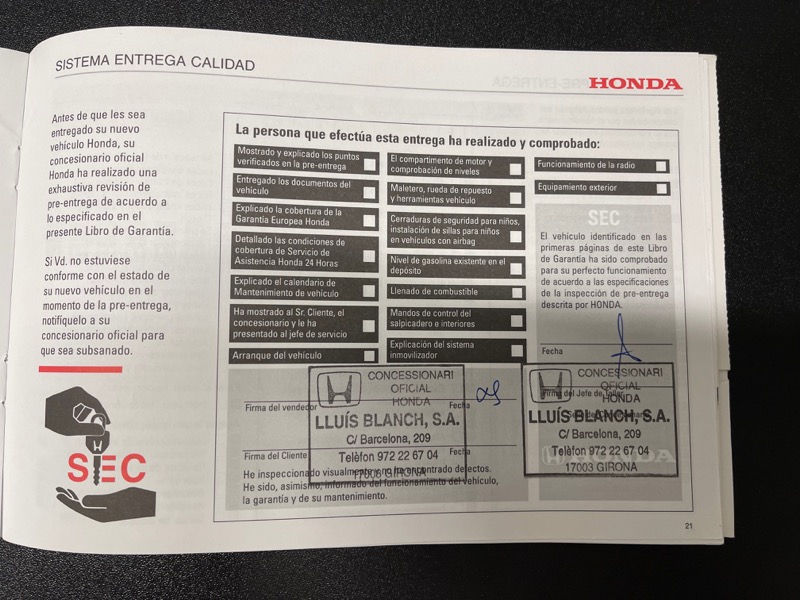 SISTEMA ENTREGA CALIDAD
HONDA
Antes de que les sea
entregado su nuevo
vehículo Honda, su
concesionario oficial
Honda ha realizado una
exhaustiva revisión de
pre-entrega de acuerdo a
lo especificado en el
presente Libro de Garantía.
Si Vd. no estuviese
conforme con el estado de
su nuevo vehículo en el
momento de la pre-entrega,
notifíquelo a su
concesionario oficial para
que sea subsanado.
SEC
La persona que efectúa esta entrega ha realizado y comprobado:
Mostrado y explicado los puntos
verificados en la pre-entrega
Entregado los documentos del
vehículo
Explicado la cobertura de la
Garantía Europea Honda
Detallado las condiciones de
cobertura de Servicio de
Asistencia Honda 24 Horas
Explicado el calendario de
Mantenimiento de vehículo
Ha mostrado al Sr. Cliente, el
concesionario y le ha
presentado al jefe de servicio
Arranque del vehículo
El compartimento de motor y
comprobación de niveles
Maletero, rueda de repuesto
y herramientas vehículo
Cerraduras de seguridad para niños,
instalación de sillas para niños
en vehículos con airbag
Nivel de gasolina existente en el
depósito
Llenado de combustible
Mandos de control del
salpicadero e interiores
Explicación del sistema
inmovilizador
Funcionamiento de la radio
Equipamiento exterior
SEC
El vehículo identificado en las
primeras páginas de este Libro
de Garantía ha sido comprobado
para su perfecto funcionamiento
de acuerdo a las especificaciones
de la inspección de pre-entrega
descrita por HONDA.
Fecha
Firma del Jefe de Taller
HONDA
Firma del vendedor
Fecha
Firma del Cliente
Fecha
He inspeccionado visualmente y no ha encontrado defectos.
He sido, asimismo, informado del funcionamiento del vehículo,
la garantía y de su mantenimiento.
CONCESSIONARI
OFICIAL
HONDA
LLUÍS BLANCH, S.A.
C/ Barcelona, 209
Telèfon 972 22 67 04
17003 GIRONA
CONCESSIONARI
OFICIAL
HONDA
LLUÍS BLANCH, S.A.
C/ Barcelona, 209
Telèfon 972 22 67 04
17003 GIRONA
21